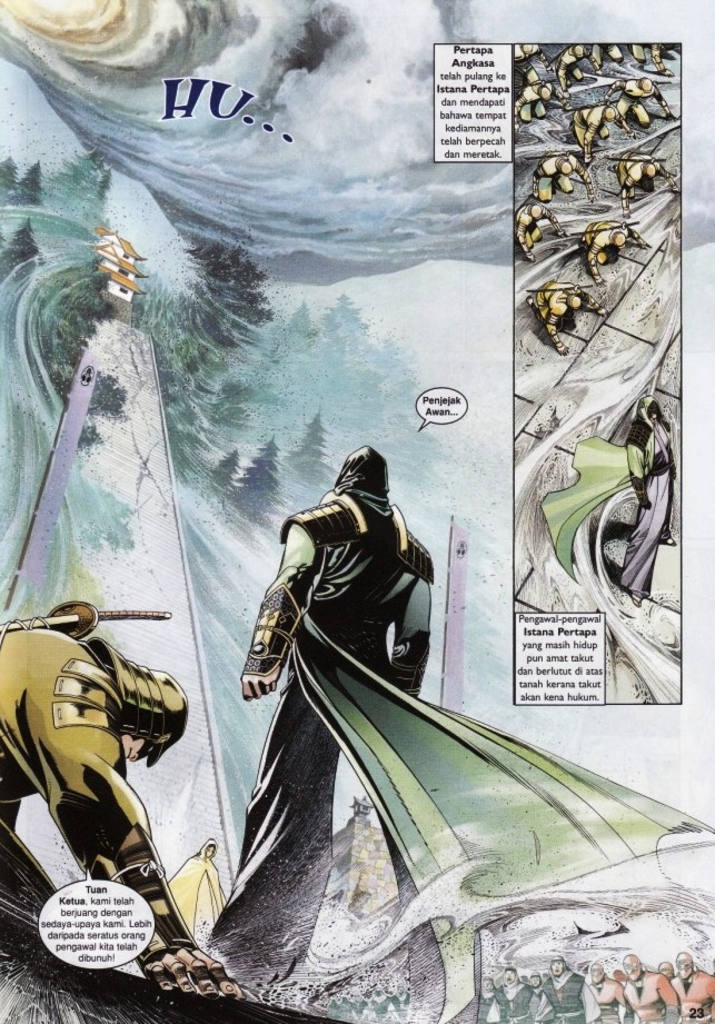 HU...
Pertapa
Angkasa
telah pulang ke
Istana Pertapa
dan mendapati
bahawa tempat
kediamannya
telah berpecah
dan meretak.
Penjejak
Awan...
Pengawal-pengawal
Istana Pertapa
yang masih hidup
pun amat takut
dan berlutut di atas
tanah kerana takut
akan kena hukum.
Tuan
Ketua, kami telah
berjuang dengan
sedaya-upaya kami. Lebih
daripada seratus orang
pengawal kita telah
dibunuh!
23